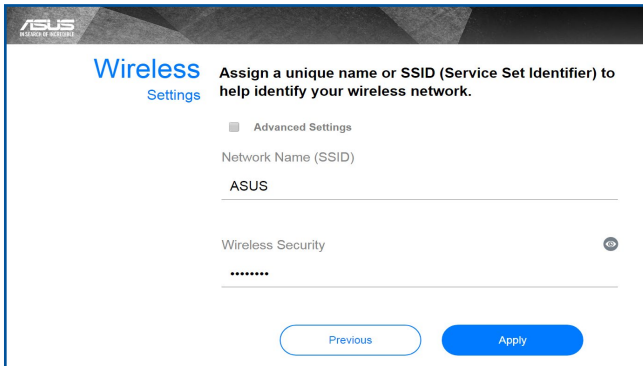 ASUS
IN SEARCH OF INCREDIBLE
Wireless
Settings
Assign a unique name or SSID (Service Set Identifier) to
help identify your wireless network.
Advanced Settings
Network Name (SSID)
ASUS
Wireless Security
••••••••
Previous
Apply